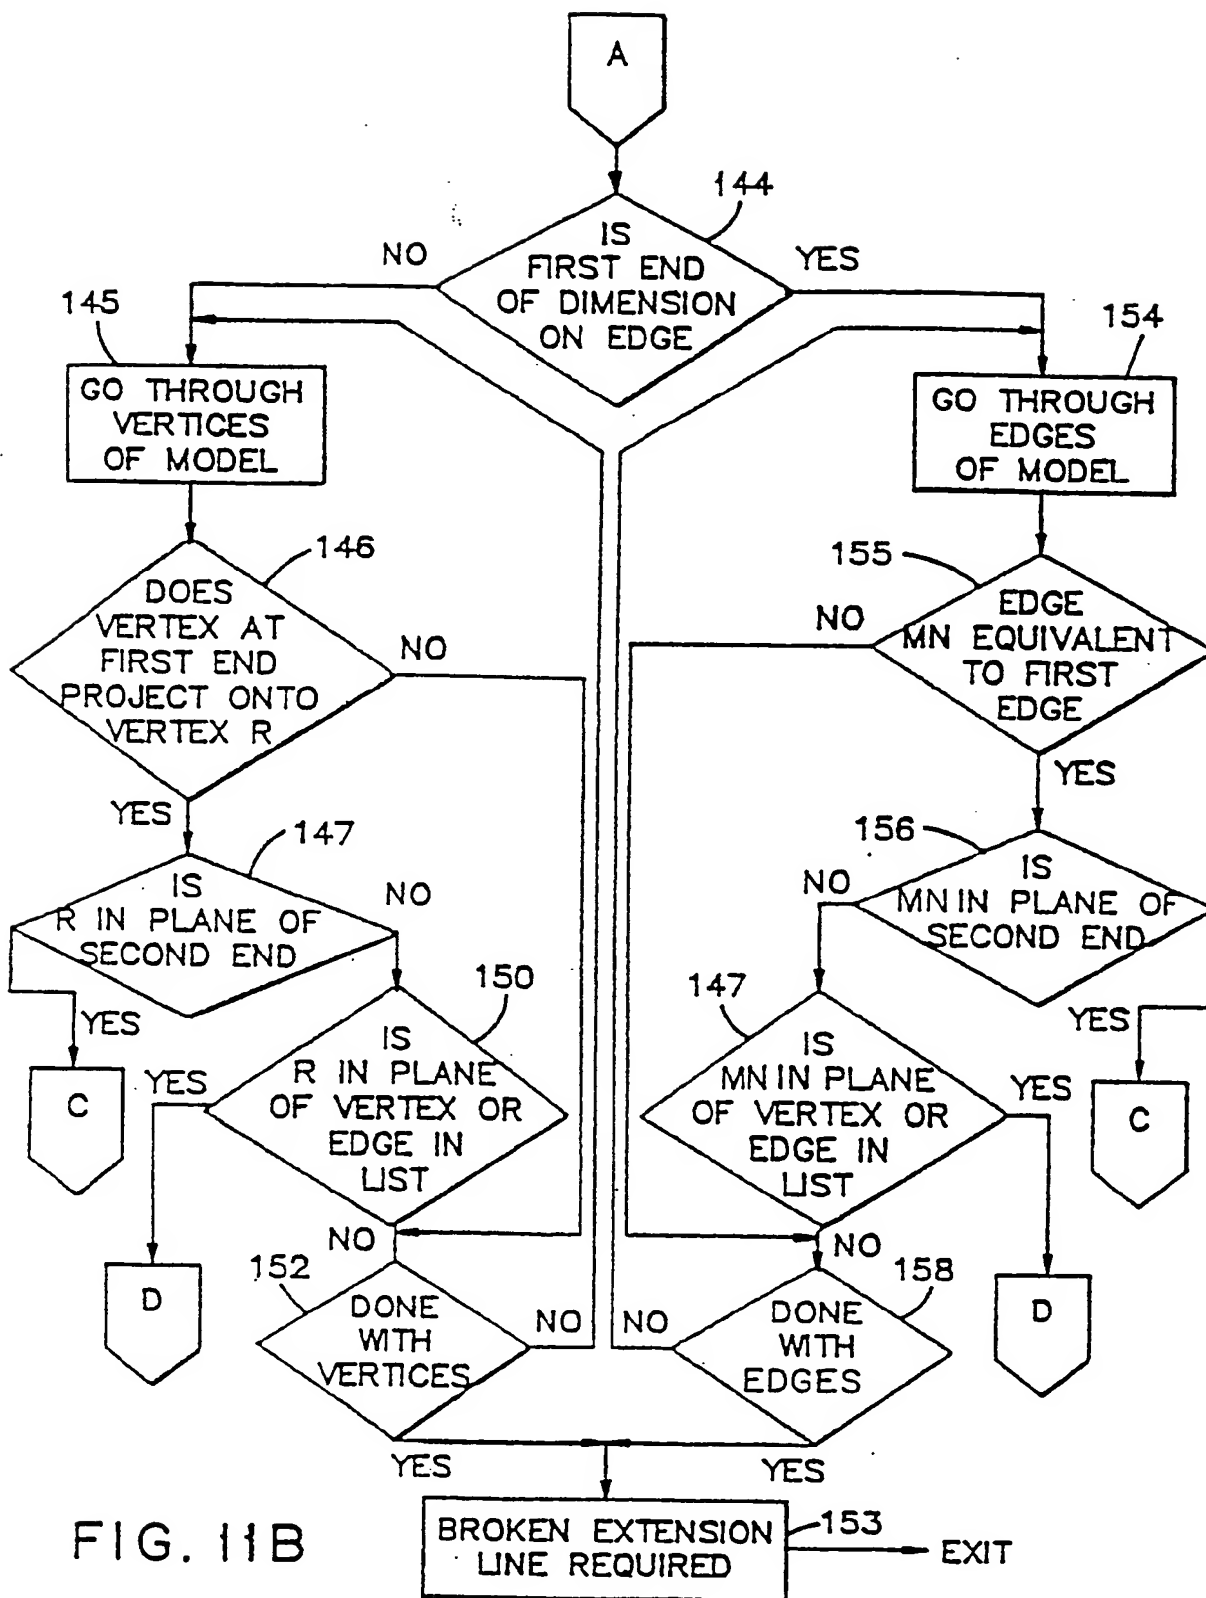 A
144
IS
FIRST END
OF DIMENSION
ON EDGE
NO
YES
145
154
GO THROUGH
VERTICES
OF MODEL
GO THROUGH
EDGES
OF MODEL
146
155
DOES
VERTEX AT
FIRST END
PROJECT ONTO
VERTEX R
NO
NO
EDGE
MN EQUIVALENT
TO FIRST
EDGE
YES
YES
147
156
IS
R IN PLANE OF
SECOND END
NO
NO
IS
MN IN PLANE OF
SECOND END
YES
150
147
YES
C
YES
IS
R IN PLANE
OF VERTEX OR
EDGE IN
LIST
IS
MN IN PLANE
OF VERTEX OR
EDGE IN
LIST
YES
C
NO
NO
D
152
158
D
DONE
WITH
VERTICES
NO
NO
DONE
WITH
EDGES
YES
YES
FIG. 11B
BROKEN EXTENSION
LINE REQUIRED
153
EXIT